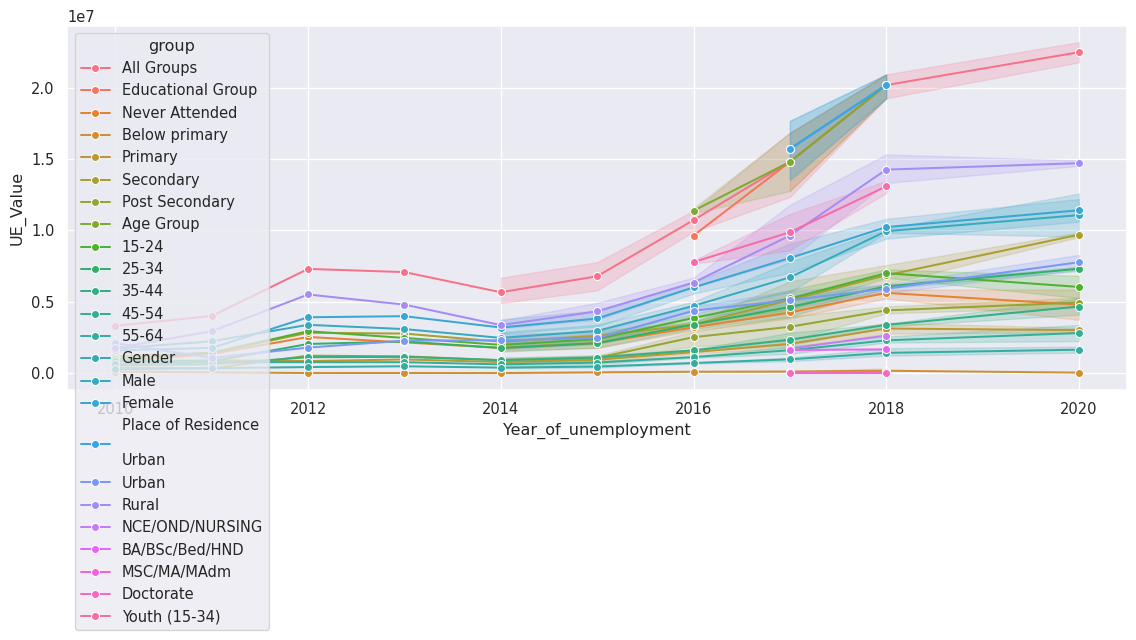 1e7
group
All Groups
Educational Group
Never Attended
Below primary
Primary
Secondary
Post Secondary
Age Group
15-24
25-34
35-44
45-54
55-64
Gender
Male
Female
Place of Residence
Urban
Urban
Rural
NCE/OND/NURSING
BA/BSc/Bed/HND
MSC/MA/MAdm
Doctorate
Youth (15-34)
UE_Value
2.0
1.5
1.0
0.5
0.0
2010 2012 2014 2016 2018 2020
Year_of_unemployment